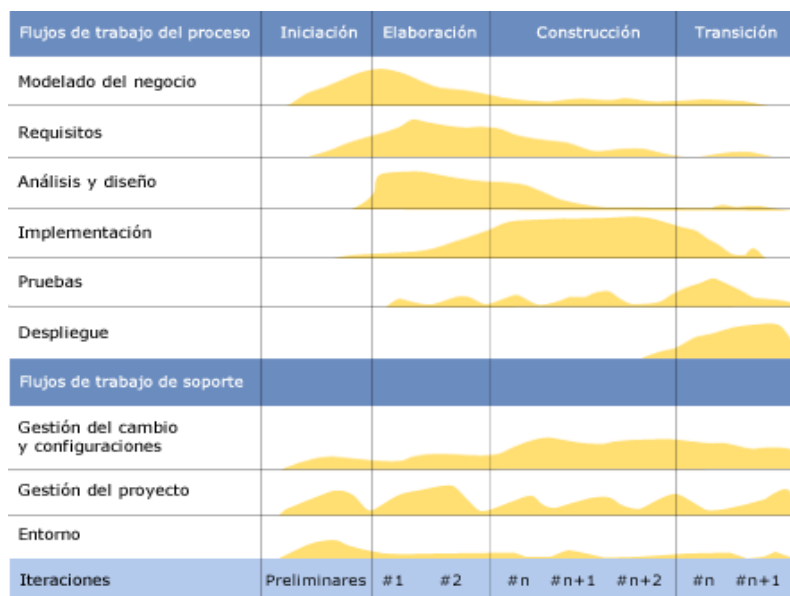 Flujos de trabajo del proceso Iniciación Elaboración Construcción Transición
Modelado del negocio
Requisitos
Análisis y diseño
Implementación
Pruebas
Despliegue
Flujos de trabajo de soporte
Gestión del cambio
y configuraciones
Gestión del proyecto
Entorno
Iteraciones Preliminares #1 #2 #n #n+1 #n+2 #n #n+1